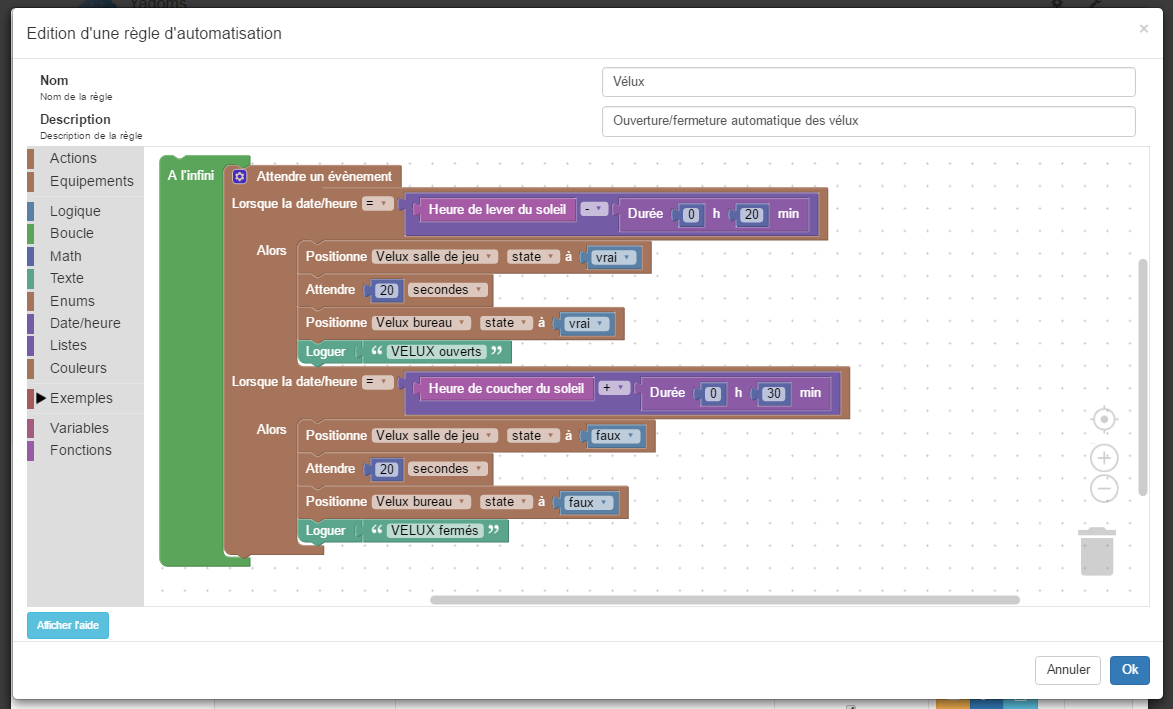 Yadoms
Edition d'une règle d'automatisation ×
Nom
Nom de la règle
Vélux
Description
Description de la règle
Ouverture/fermeture automatique des vélux
Actions
Equipements
Logique
Boucle
Math
Texte
Enums
Date/heure
Listes
Couleurs
Exemples
Variables
Fonctions
A l'infini Attendre un évènement
Lorsque la date/heure = Heure de lever du soleil - Durée 0 h 20 min
Alors Positionne Velux salle de jeu state à vrai
Attendre 20 secondes
Positionne Velux bureau state à vrai
Loguer “ VELUX ouverts ”
Lorsque la date/heure = Heure de coucher du soleil + Durée 0 h 30 min
Alors Positionne Velux salle de jeu state à faux
Attendre 20 secondes
Positionne Velux bureau state à faux
Loguer “ VELUX fermés ”
Afficher l'aide
Annuler Ok